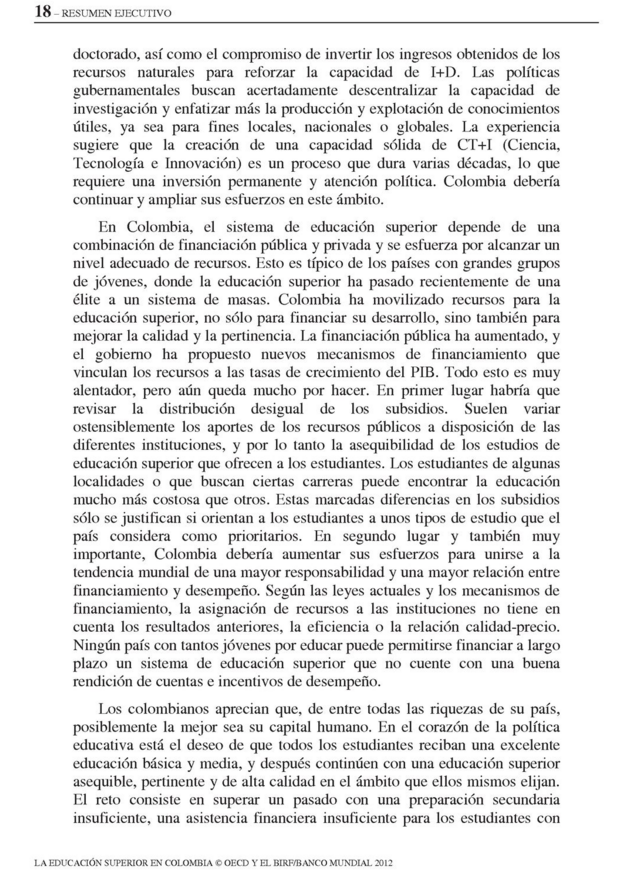 18 – RESUMEN EJECUTIVO
doctorado, así como el compromiso de invertir los ingresos obtenidos de los
recursos naturales para reforzar la capacidad de I+D. Las políticas
gubernamentales buscan acertadamente descentralizar la capacidad de
investigación y enfatizar más la producción y explotación de conocimientos
útiles, ya sea para fines locales, nacionales o globales. La experiencia
sugiere que la creación de una capacidad sólida de CT+I (Ciencia,
Tecnología e Innovación) es un proceso que dura varias décadas, lo que
requiere una inversión permanente y atención política. Colombia debería
continuar y ampliar sus esfuerzos en este ámbito.
En Colombia, el sistema de educación superior depende de una
combinación de financiación pública y privada y se esfuerza por alcanzar un
nivel adecuado de recursos. Esto es típico de los países con grandes grupos
de jóvenes, donde la educación superior ha pasado recientemente de una
élite a un sistema de masas. Colombia ha movilizado recursos para la
educación superior, no sólo para financiar su desarrollo, sino también para
mejorar la calidad y la pertinencia. La financiación pública ha aumentado, y
el gobierno ha propuesto nuevos mecanismos de financiamiento que
vinculan los recursos a las tasas de crecimiento del PIB. Todo esto es muy
alentador, pero aún queda mucho por hacer. En primer lugar habría que
revisar la distribución desigual de los subsidios. Suelen variar
ostensiblemente los aportes de los recursos públicos a disposición de las
diferentes instituciones, y por lo tanto la asequibilidad de los estudios de
educación superior que ofrecen a los estudiantes. Los estudiantes de algunas
localidades o que buscan ciertas carreras puede encontrar la educación
mucho más costosa que otros. Estas marcadas diferencias en los subsidios
sólo se justifican si orientan a los estudiantes a unos tipos de estudio que el
país considera como prioritarios. En segundo lugar y también muy
importante, Colombia debería aumentar sus esfuerzos para unirse a la
tendencia mundial de una mayor responsabilidad y una mayor relación entre
financiamiento y desempeño. Según las leyes actuales y los mecanismos de
financiamiento, la asignación de recursos a las instituciones no tiene en
cuenta los resultados anteriores, la eficiencia o la relación calidad-precio.
Ningún país con tantos jóvenes por educar puede permitirse financiar a largo
plazo un sistema de educación superior que no cuente con una buena
rendición de cuentas e incentivos de desempeño.
Los colombianos aprecian que, de entre todas las riquezas de su país,
posiblemente la mejor sea su capital humano. En el corazón de la política
educativa está el deseo de que todos los estudiantes reciban una excelente
educación básica y media, y después continúen con una educación superior
asequible, pertinente y de alta calidad en el ámbito que ellos mismos elijan.
El reto consiste en superar un pasado con una preparación secundaria
insuficiente, una asistencia financiera insuficiente para los estudiantes con
LA EDUCACIÓN SUPERIOR EN COLOMBIA © OECD Y EL BIRF/BANCO MUNDIAL 2012